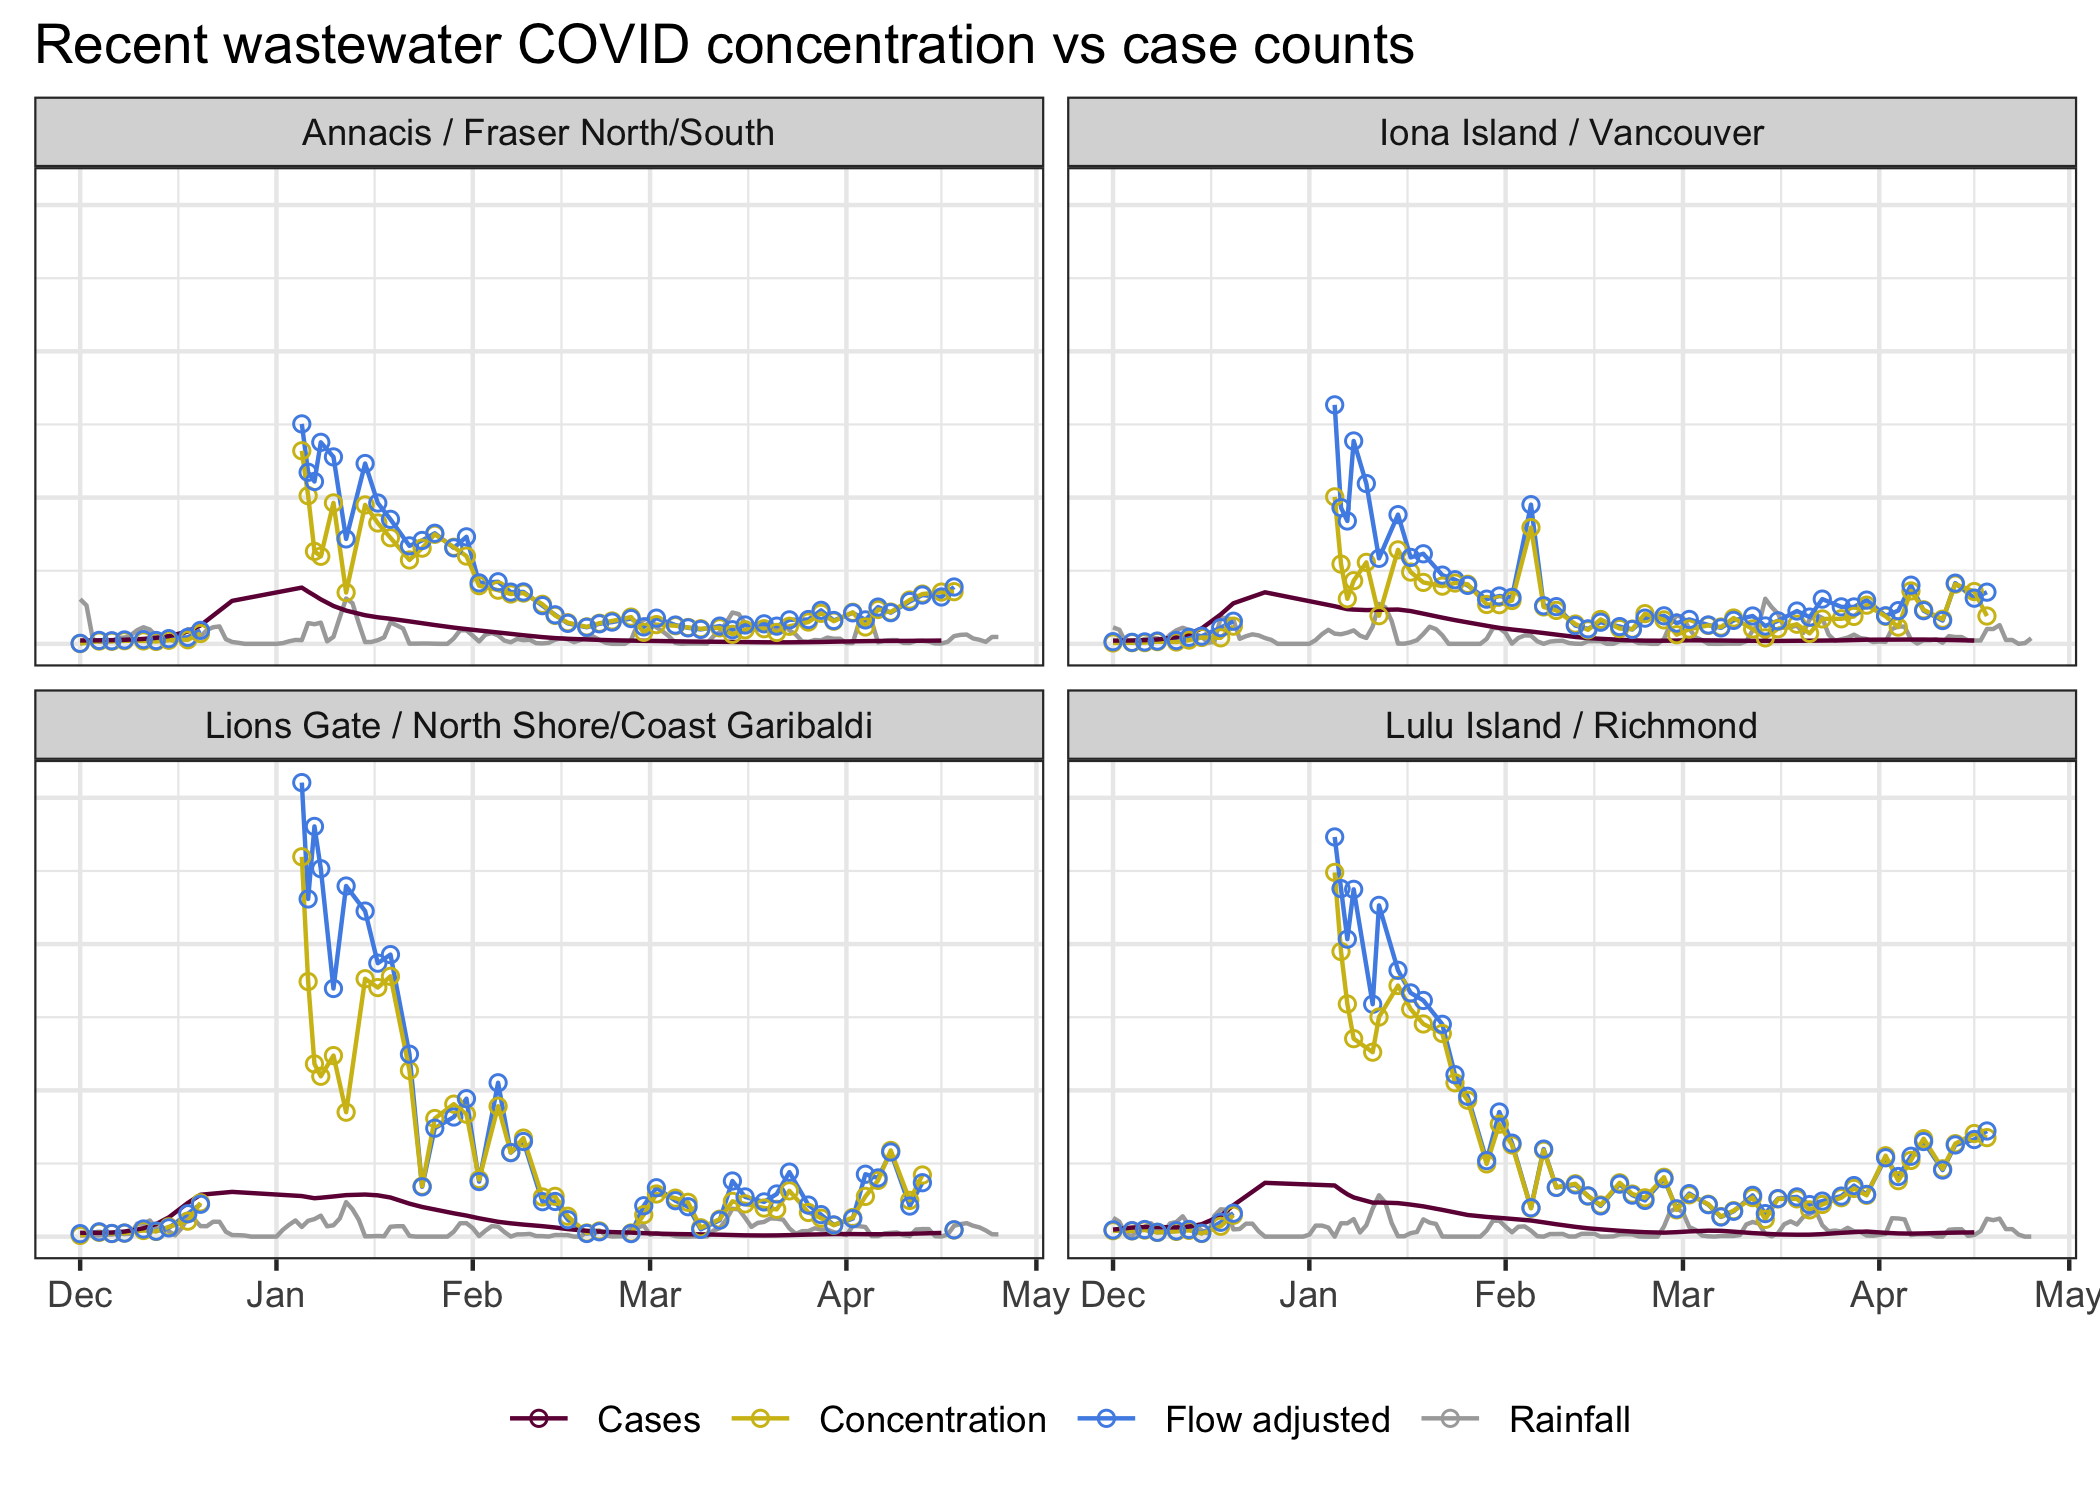 Recent wastewater COVID concentration vs case counts
Annacis / Fraser North/South
Iona Island / Vancouver
Lions Gate / North Shore/Coast Garibaldi
Lulu Island / Richmond
Dec Jan Feb Mar Apr May Dec Jan Feb Mar Apr May
Cases Concentration Flow adjusted Rainfall